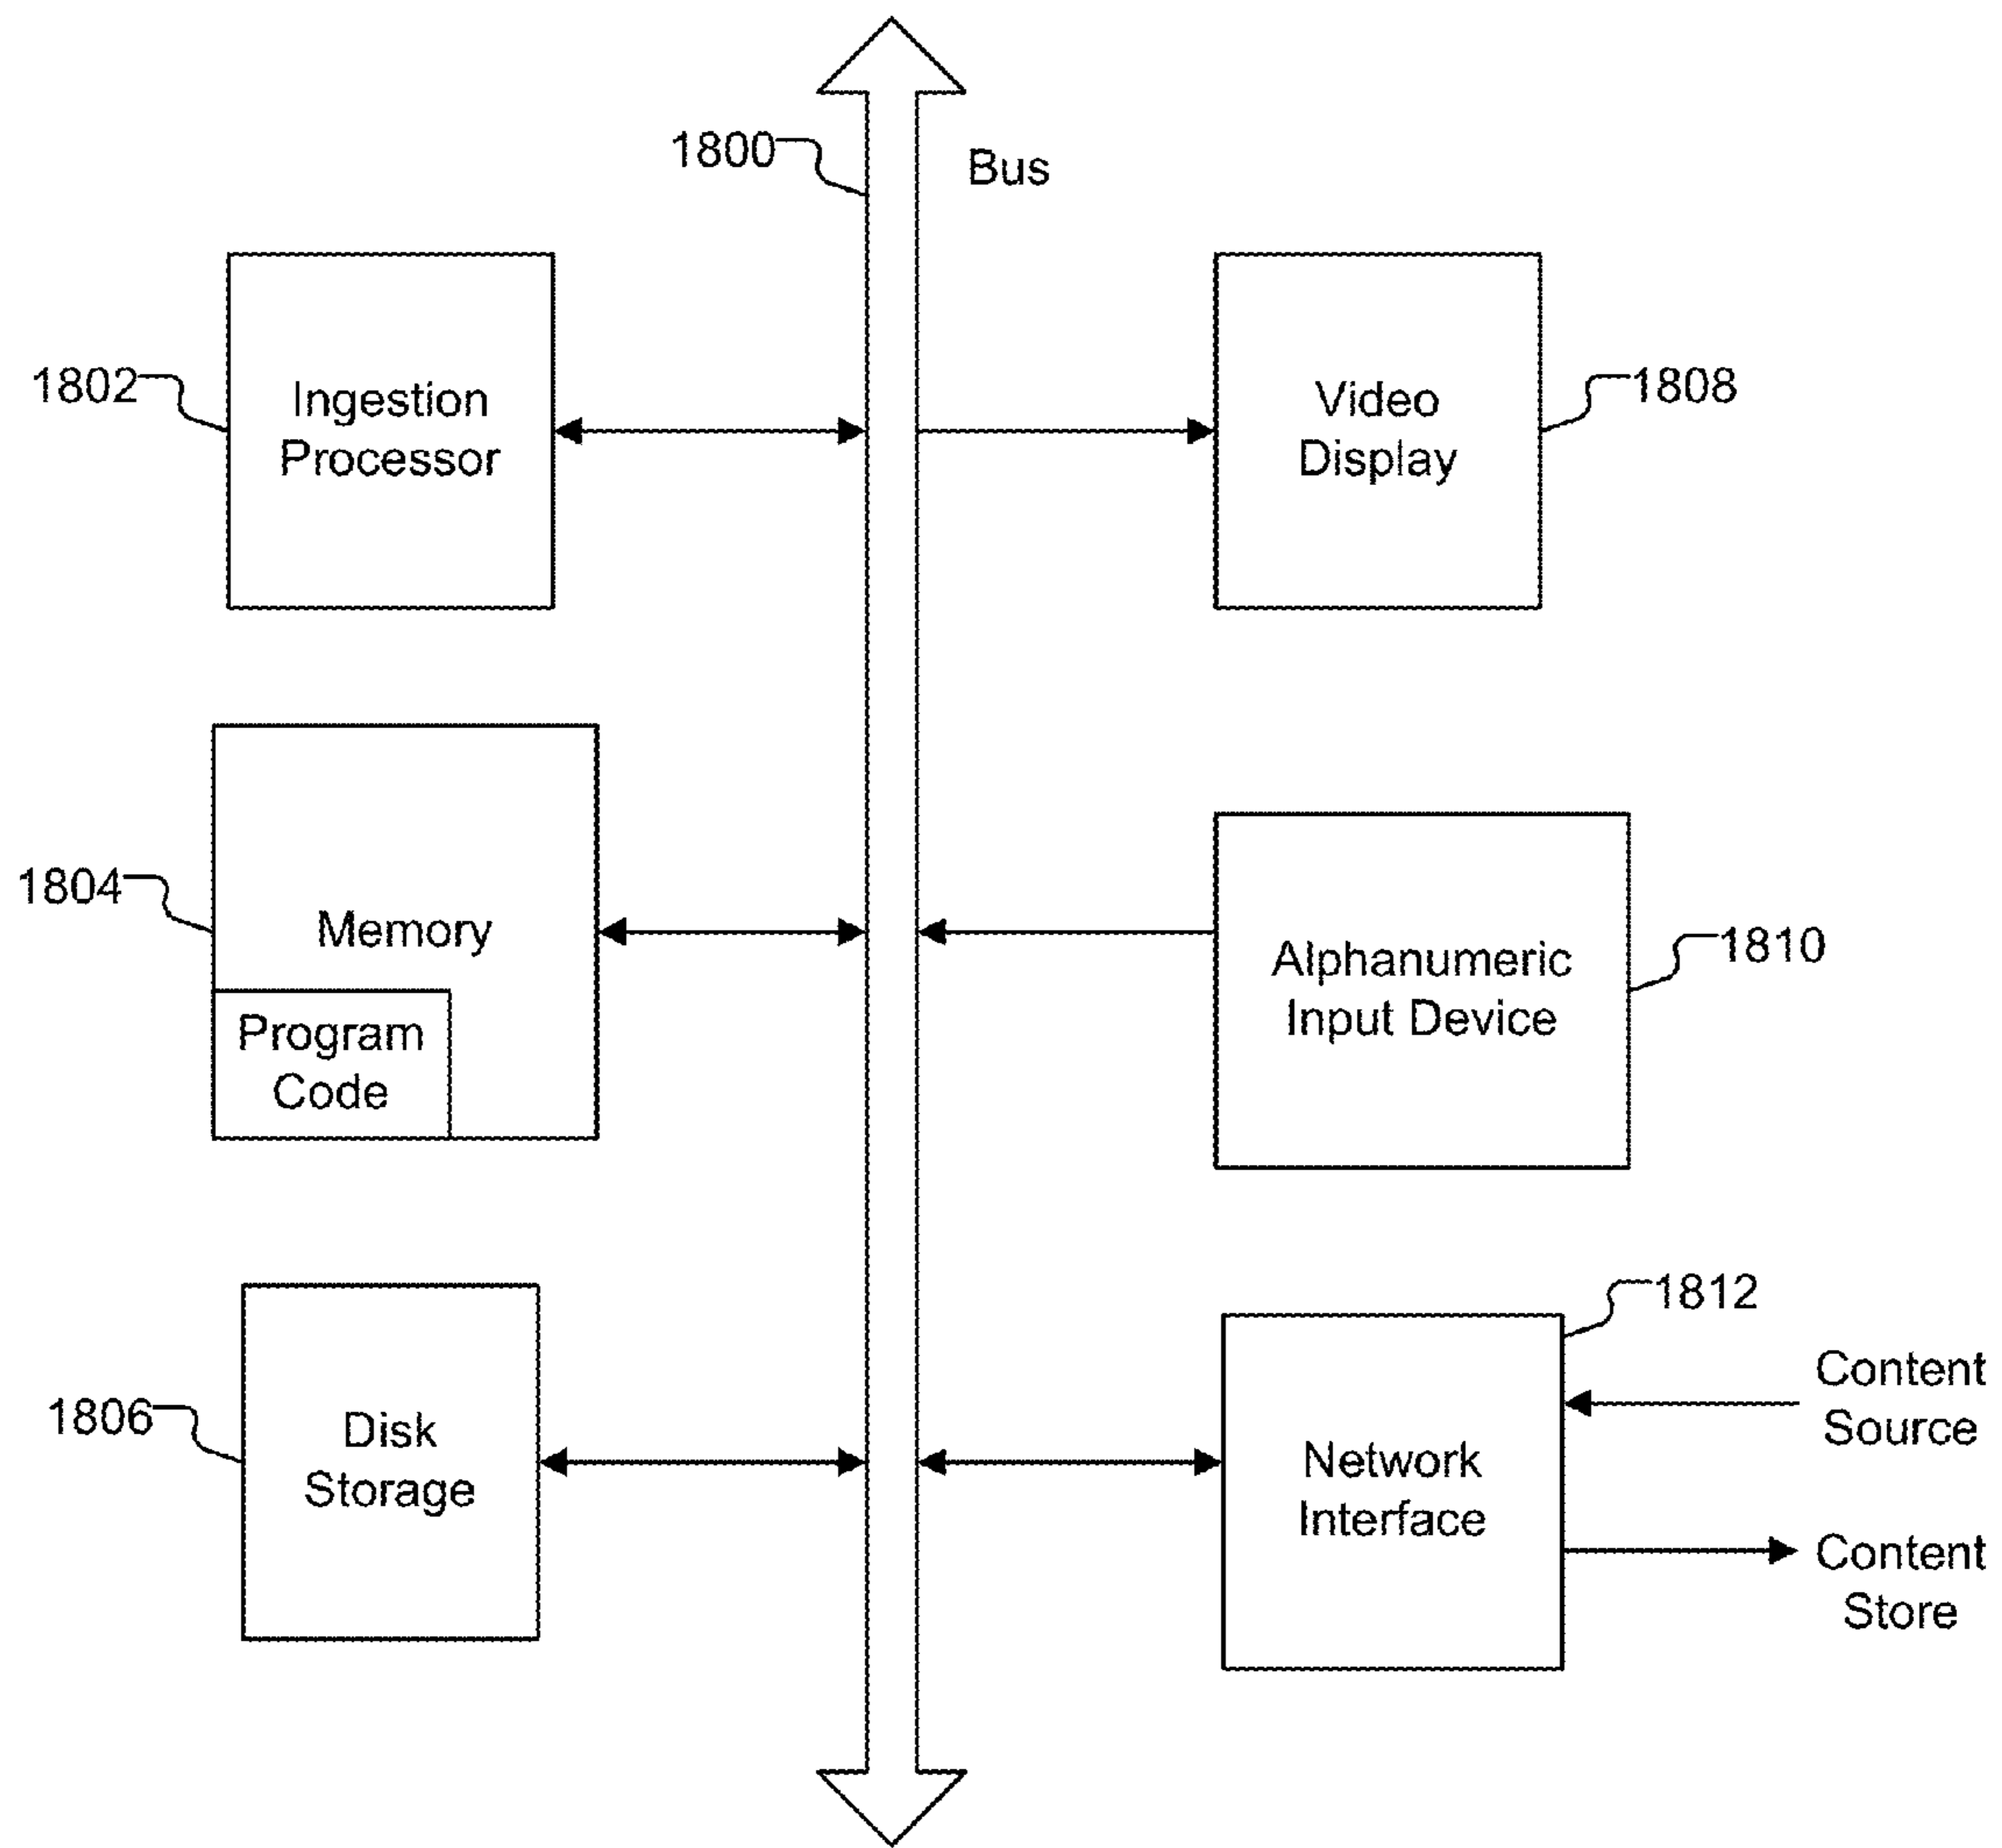 1800
Bus
1802
Ingestion
Processor
Video
Display
1808
1804
Memory
Program
Code
Alphanumeric
Input Device
1810
1806
Disk
Storage
Network
Interface
1812
Content
Source
Content
Store